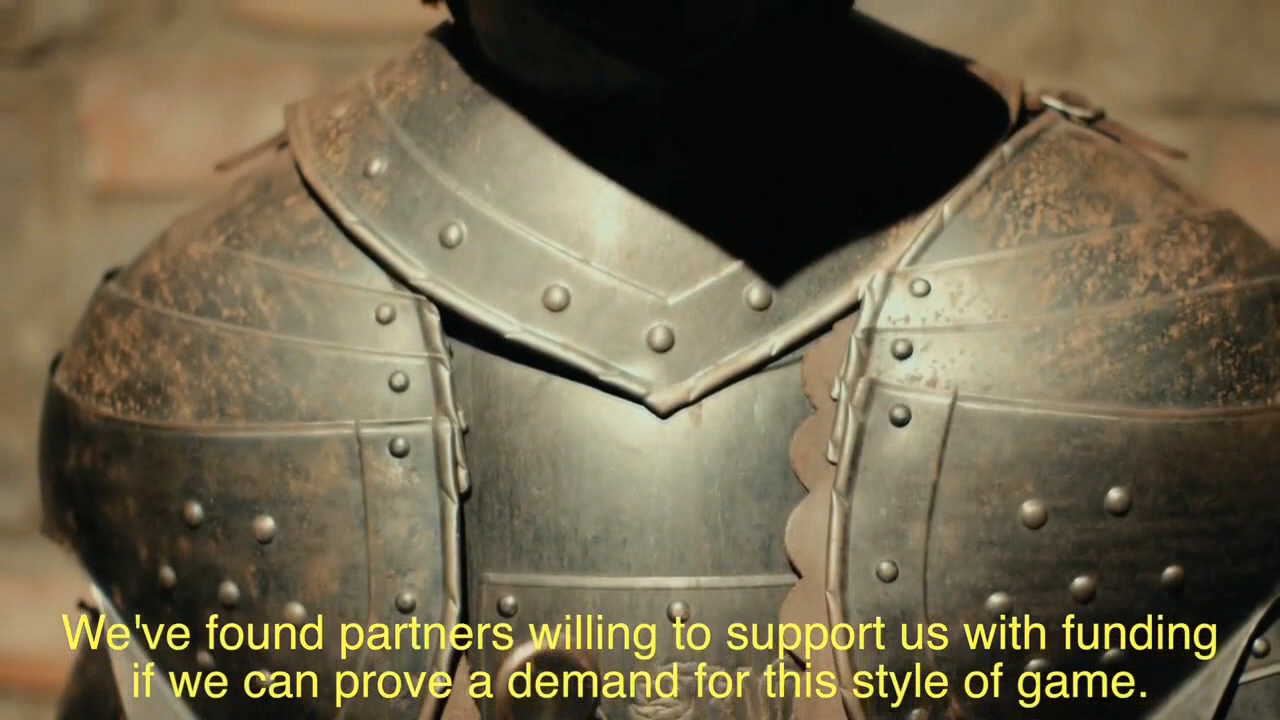 We've found partners willing to support us with funding
if we can prove a demand for this style of game.